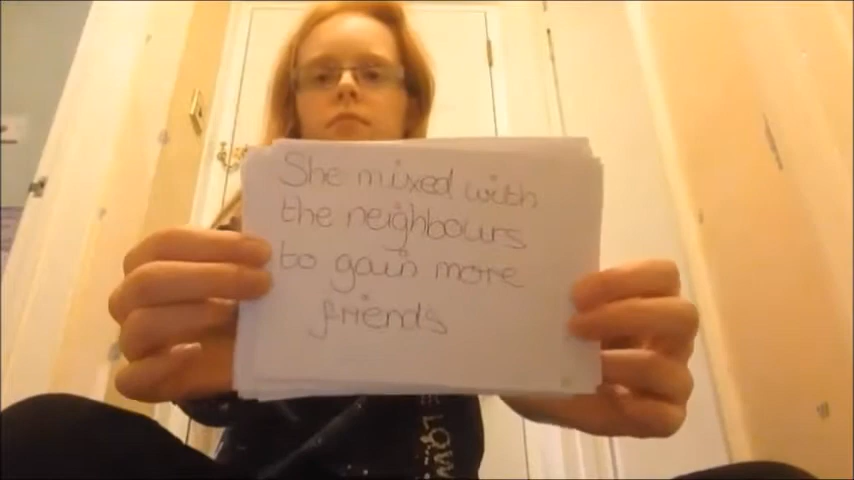 She mixed with
the neighbours
to gain more
friends